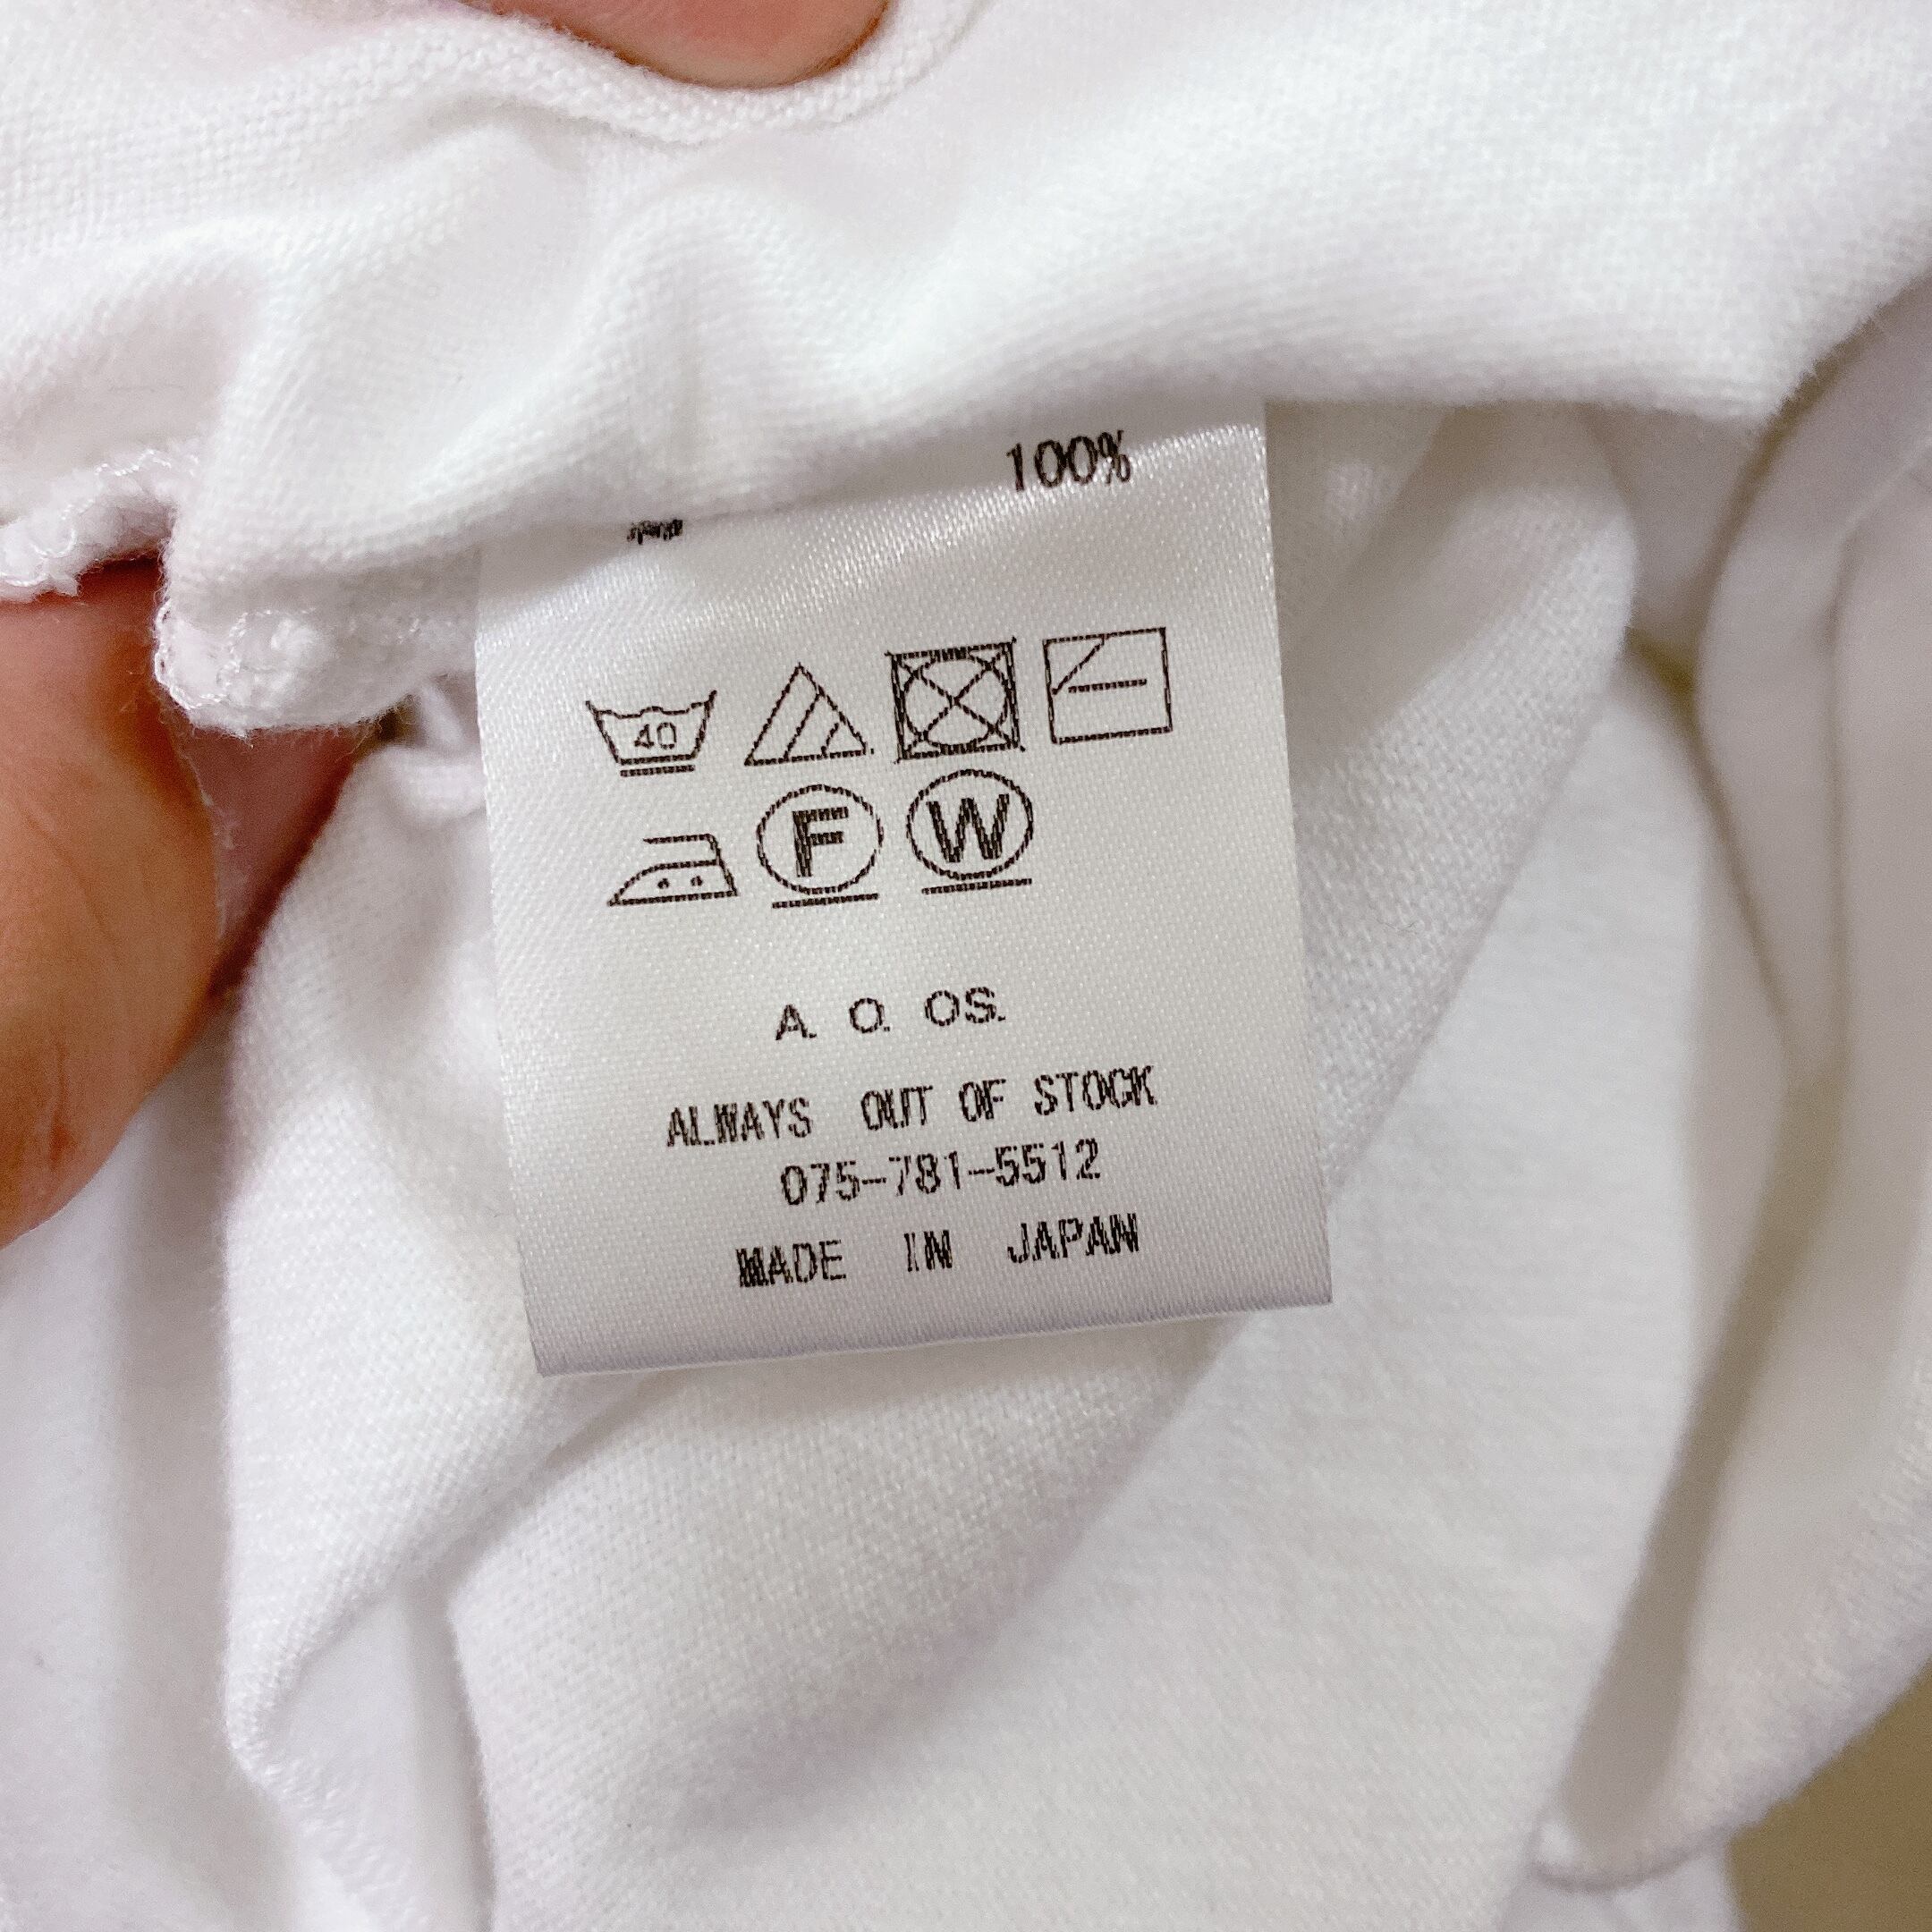 100%
40
F W
A. O. OS.
ALWAYS OUT OF STOCK
075-781-5512
MADE IN JAPAN